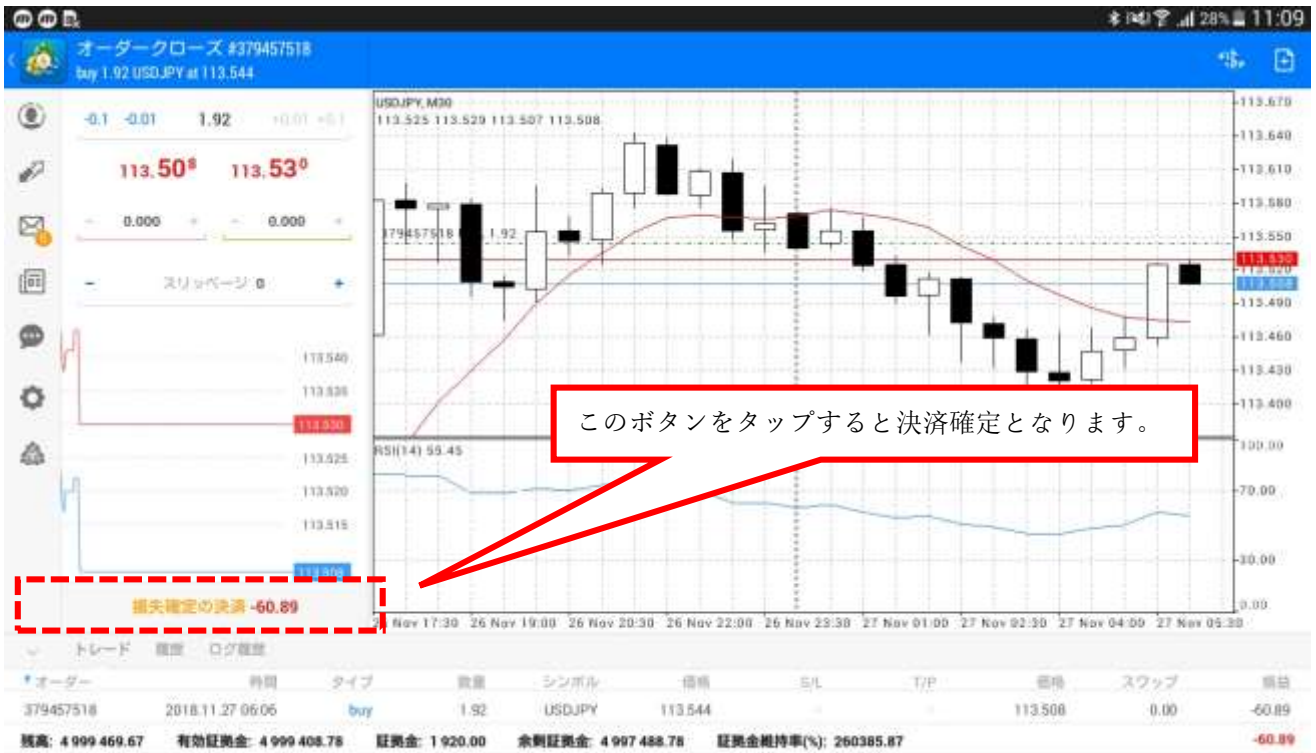 28% 11:09
オーダークローズ #379457518
buy 1.92 USDJPY at 113.544
-0.1 -0.01 1.92 +0.01 +0.1
113.508 113.530
- 0.000 + - 0.000 +
- スリッページ 0 +
113.540
113.535
113.530
113.525
113.520
113.515
113.508
損失確定の決済 -60.89
USDJPY, M30
113.525 113.529 113.507 113.508
379457518 1.92
113.670
113.640
113.610
113.580
113.550
113.530
113.520
113.508
113.490
113.460
113.430
113.400
このボタンをタップすると決済確定となります。
RSI(14) 55.45
100.00
70.00
30.00
0.00
26 Nov 17:30 26 Nov 19:00 26 Nov 20:30 26 Nov 22:00 26 Nov 23:30 27 Nov 01:00 27 Nov 02:30 27 Nov 04:00 27 Nov 05:30
トレード 履歴 ログ履歴
オーダー 時間 タイプ 数量 シンボル 価格 S/L T/P 価格 スワップ 損益
379457518 2018.11.27 06:06 buy 1.92 USDJPY 113.544 - - 113.508 0.00 -60.89
残高: 4 999 469.67 有効証拠金: 4 999 408.78 証拠金: 1 920.00 余剰証拠金: 4 997 488.78 証拠金維持率(%): 260385.87 -60.89